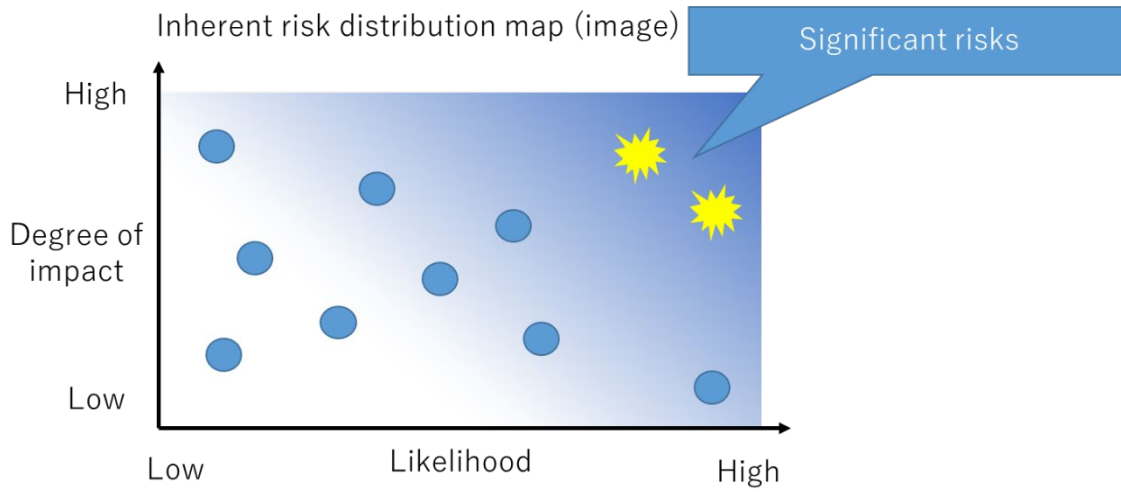 Inherent risk distribution map (image)
Significant risks
High
Degree of
impact
Low
Low
Likelihood
High